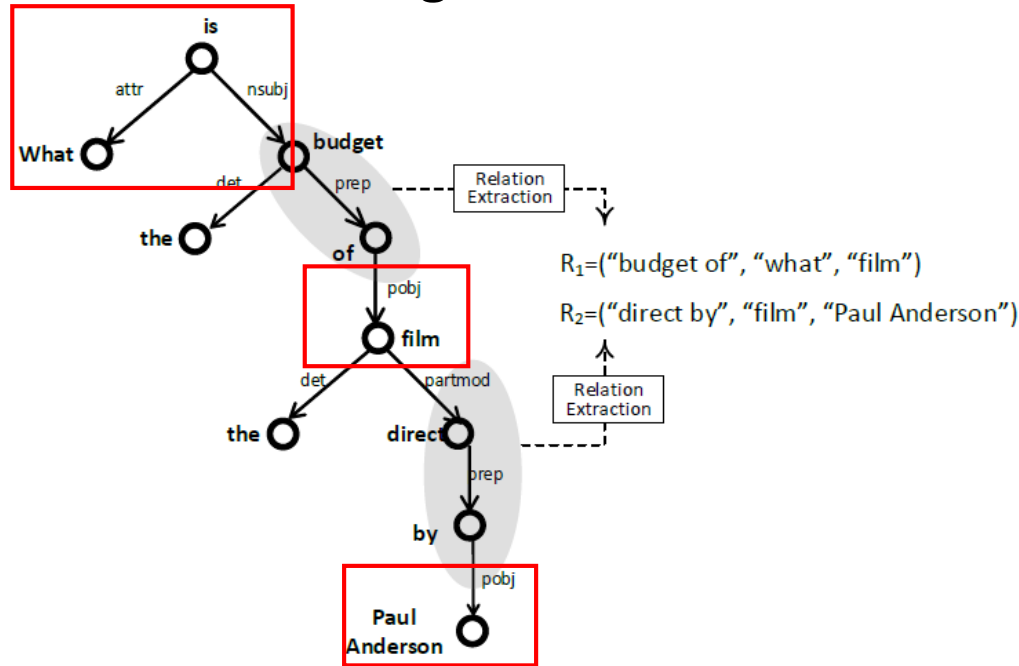 is
attr
nsubj
What
budget
det
prep
Relation
Extraction
the
of
R₁=(“budget of”, “what”, “film”)
pobj
R₂=(“direct by”, “film”, “Paul Anderson”)
film
det
partmod
Relation
Extraction
the
direct
prep
by
pobj
Paul
Anderson